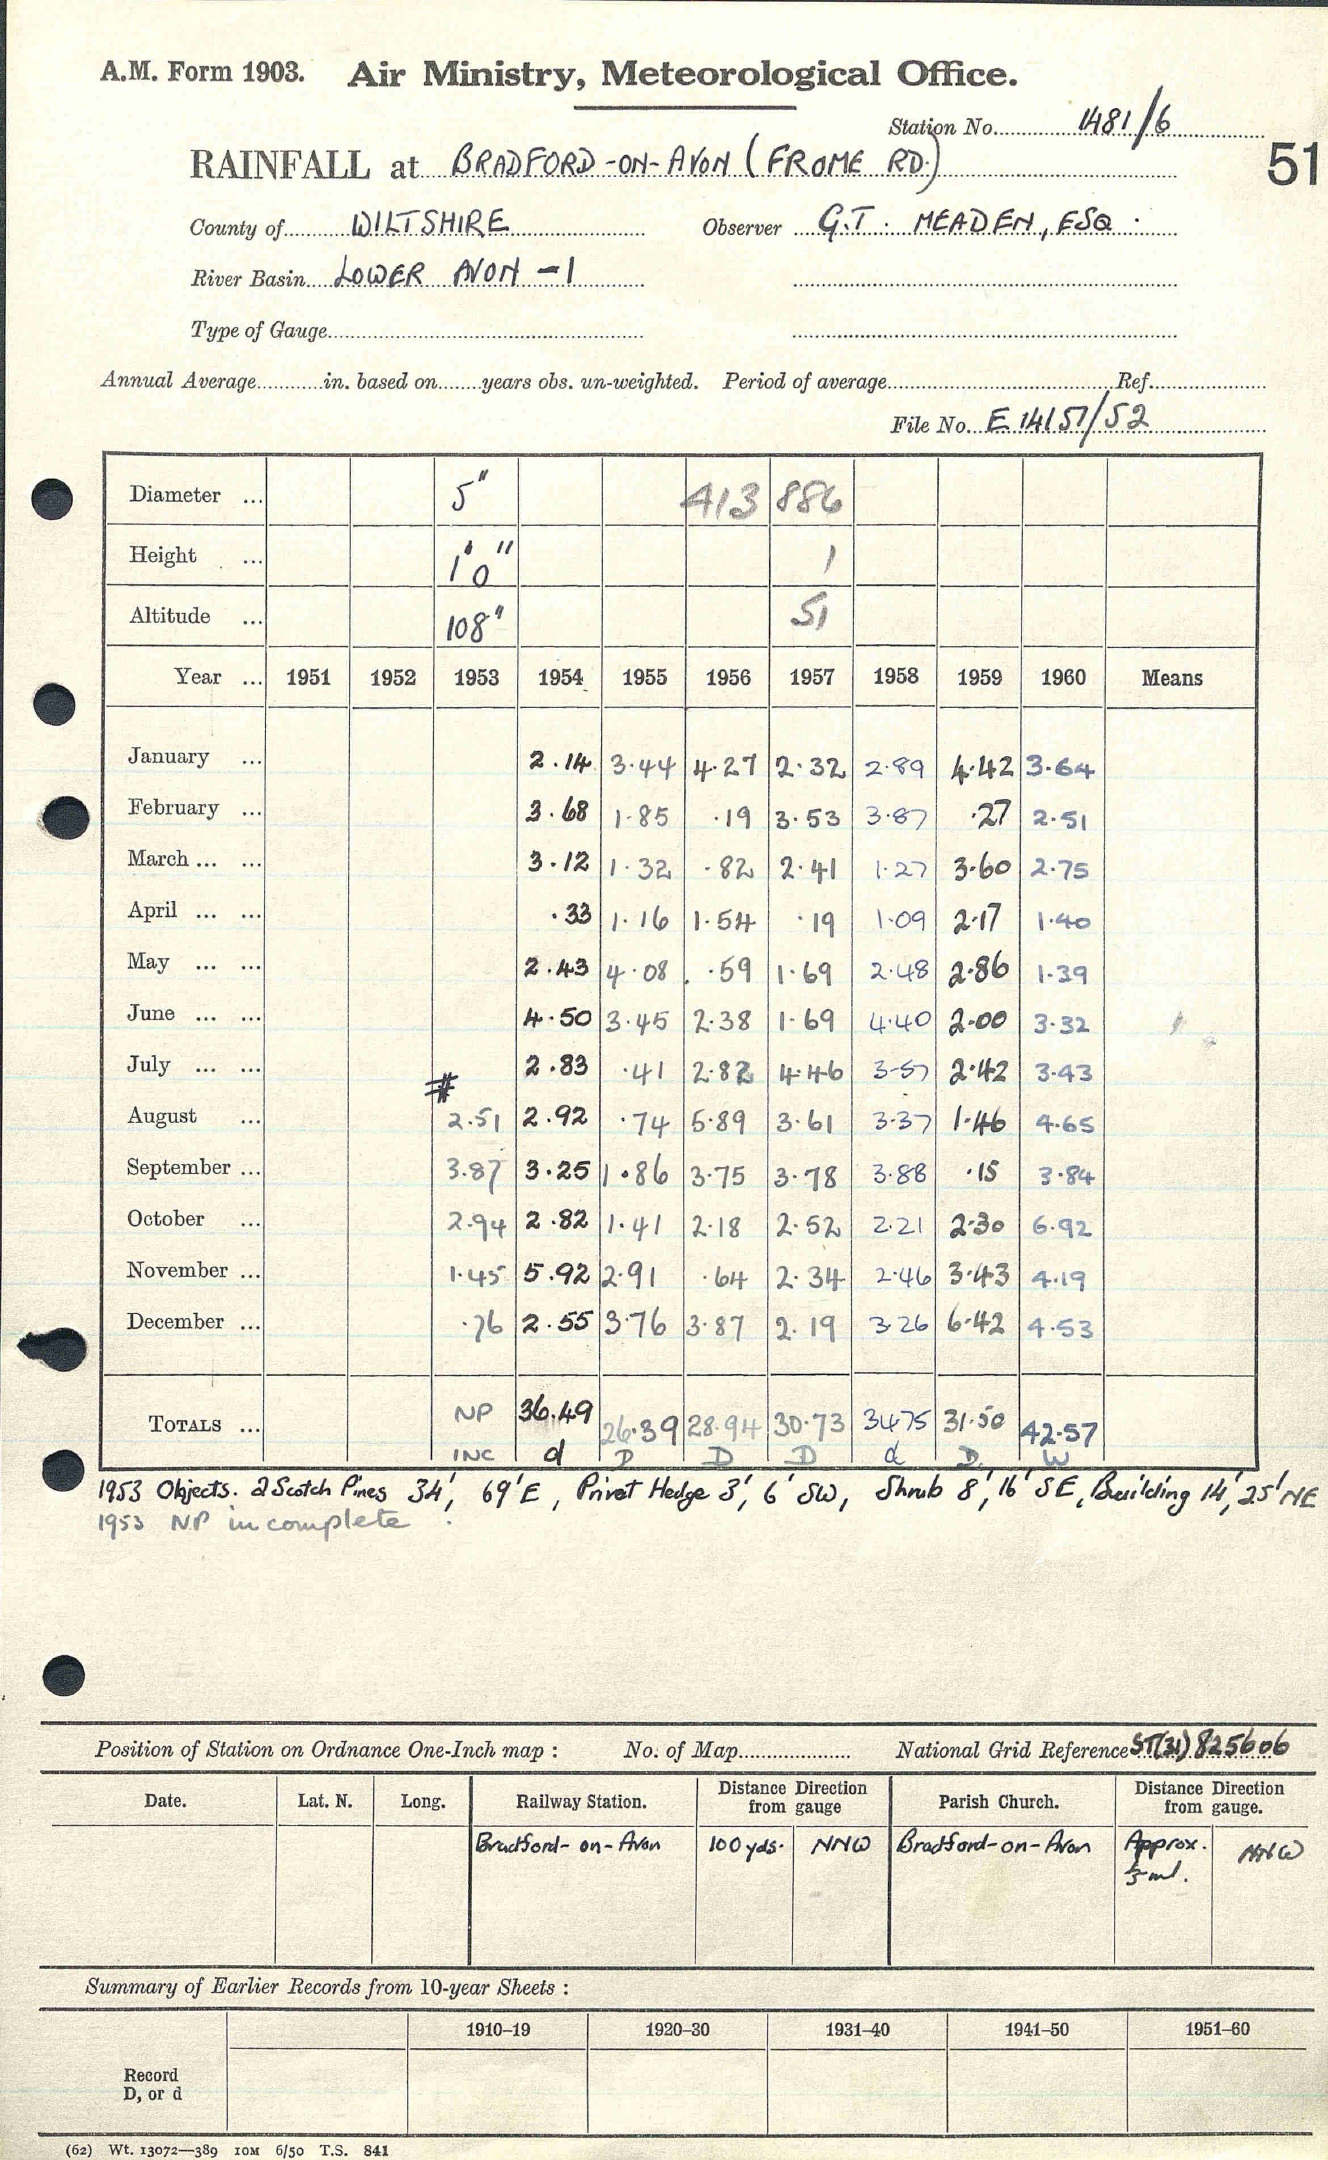 A.M. Form 1903. Air Ministry, Meteorological Office.
Station No. 1481/6
RAINFALL at BRADFORD-ON-AVON (FROME RD.) 51
County of WILTSHIRE Observer G.T. MEADEN, ESQ.
River Basin LOWER AVON -1
Type of Gauge
Annual Average in. based on years obs. un-weighted. Period of average Ref.
File No. E 14151/52
Diameter ... 5" 413 886
Height ... 1' 0" 1
Altitude ... 108" 51
Year ... 1951 1952 1953 1954 1955 1956 1957 1958 1959 1960 Means
January ... 2.14 3.44 4.27 2.32 2.89 4.42 3.64
February ... 3.68 1.85 .19 3.53 3.87 .27 2.51
March ... ... 3.12 1.32 .82 2.41 1.27 3.60 2.75
April ... ... .33 1.16 1.54 .19 1.09 2.17 1.40
May ... ... 2.43 4.08 .59 1.69 2.48 2.86 1.39
June ... ... 4.50 3.45 2.38 1.69 4.40 2.00 3.32
July ... ... # 2.83 .41 2.82 4.46 3.57 2.42 3.43
August ... 2.51 2.92 .74 5.89 3.61 3.37 1.46 4.65
September ... 3.87 3.25 1.86 3.75 3.78 3.88 .15 3.84
October ... 2.94 2.82 1.41 2.18 2.52 2.21 2.30 6.92
November ... 1.45 5.92 2.91 .64 2.34 2.46 3.43 4.19
December ... .76 2.55 3.76 3.87 2.19 3.26 6.42 4.53
TOTALS ... NP 36.49 26.39 28.94 30.73 34.75 31.50 42.57
INC d D D D d D W
1953 Objects. 2 Scotch Pines 34', 69' E, Privet Hedge 3', 6' SW, Shrub 8', 16' SE, Building 14', 25' NE
1953 NP incomplete.
Position of Station on Ordnance One-Inch map : No. of Map National Grid Reference ST(31) 825606
Date. Lat. N. Long. Railway Station. Distance from gauge Direction Parish Church. Distance from gauge. Direction
Bradford-on-Avon 100 yds. NNW Bradford-on-Avon Approx. NNW
Summary of Earlier Records from 10-year Sheets :
1910–19 1920–30 1931–40 1941–50 1951–60
Record
D, or d
(62) Wt. 13072—389 10M 6/50 T.S. 841